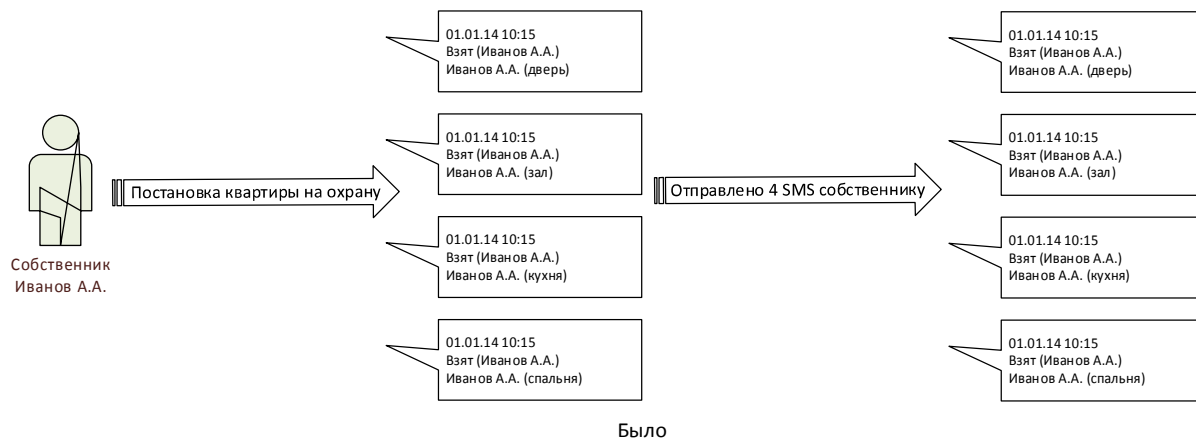 Собственник
Иванов А.А.
Постановка квартиры на охрану
01.01.14 10:15
Взят (Иванов А.А.)
Иванов А.А. (дверь)
01.01.14 10:15
Взят (Иванов А.А.)
Иванов А.А. (зал)
01.01.14 10:15
Взят (Иванов А.А.)
Иванов А.А. (кухня)
01.01.14 10:15
Взят (Иванов А.А.)
Иванов А.А. (спальня)
Отправлено 4 SMS собственнику
01.01.14 10:15
Взят (Иванов А.А.)
Иванов А.А. (дверь)
01.01.14 10:15
Взят (Иванов А.А.)
Иванов А.А. (зал)
01.01.14 10:15
Взят (Иванов А.А.)
Иванов А.А. (кухня)
01.01.14 10:15
Взят (Иванов А.А.)
Иванов А.А. (спальня)
Было